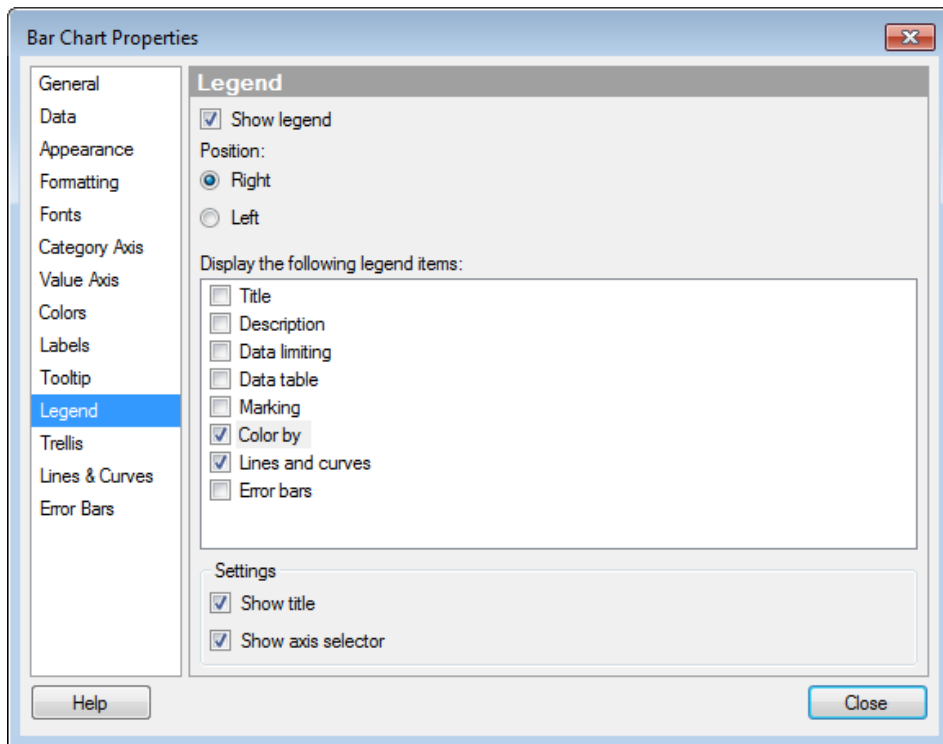 Bar Chart Properties
General
Data
Appearance
Formatting
Fonts
Category Axis
Value Axis
Colors
Labels
Tooltip
Legend
Trellis
Lines & Curves
Error Bars
Legend
Show legend
Position:
Right
Left
Display the following legend items:
Title
Description
Data limiting
Data table
Marking
Color by
Lines and curves
Error bars
Settings
Show title
Show axis selector
Help
Close